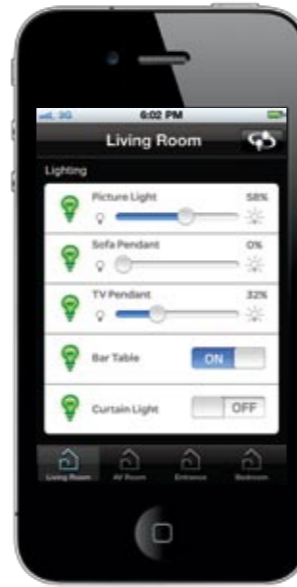 3G 6:02 PM
Living Room
Lighting
Picture Light 58%
Sofa Pendant 0%
TV Pendant 32%
Bar Table ON
Curtain Light OFF
Living Room AV Room Entrance Bedroom